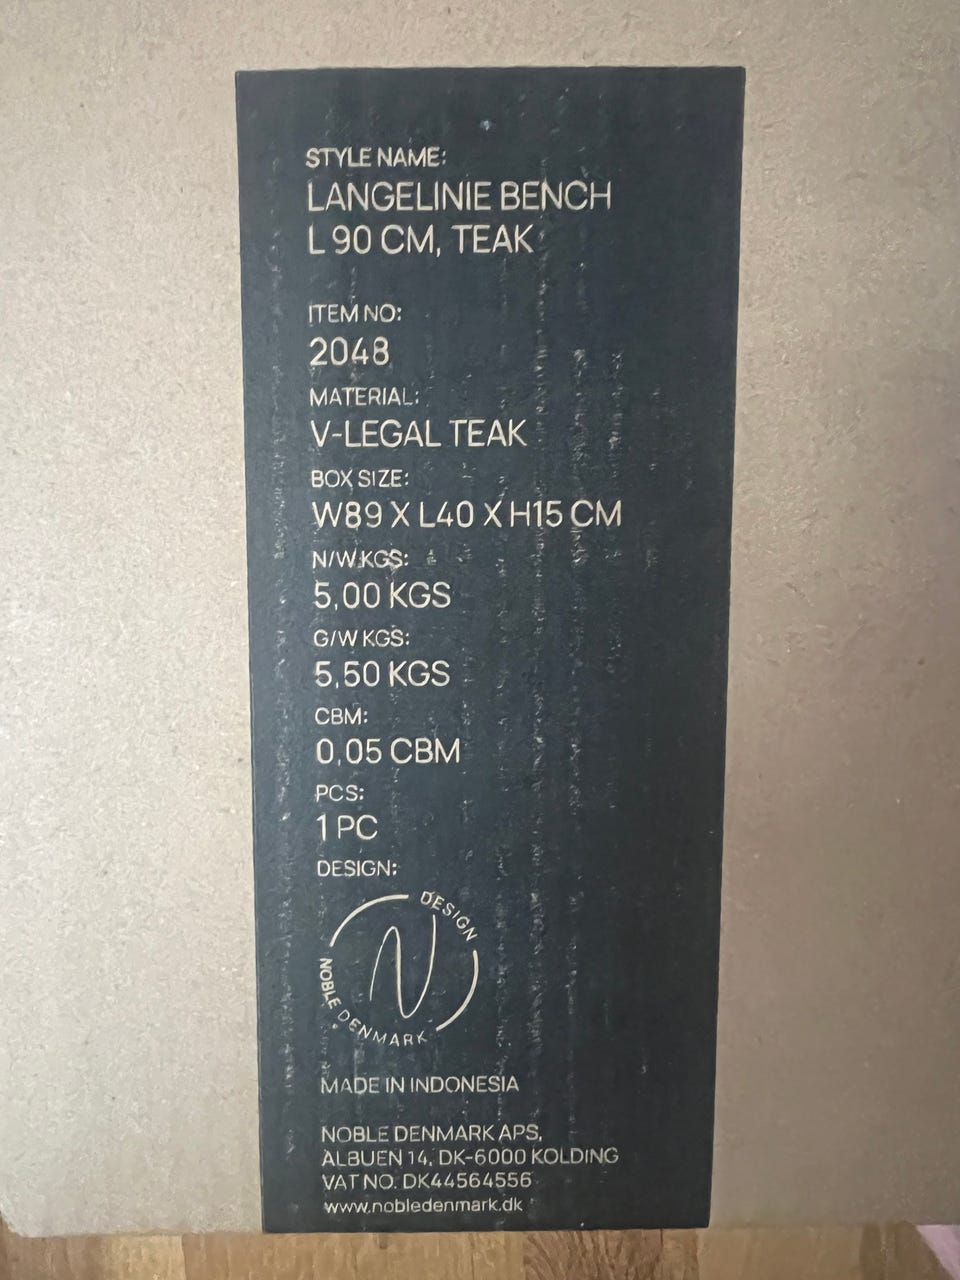 STYLE NAME:
LANGELINIE BENCH
L 90 CM, TEAK
ITEM NO:
2048
MATERIAL:
V-LEGAL TEAK
BOX SIZE:
W89 X L40 X H15 CM
N/W KGS:
5,00 KGS
G/W KGS:
5,50 KGS
CBM:
0,05 CBM
PCS:
1 PC
DESIGN:
DESIGN
N
NOBLE DENMARK
MADE IN INDONESIA
NOBLE DENMARK APS,
ALBUEN 14, DK-6000 KOLDING
VAT NO. DK44564556
www.nobledenmark.dk